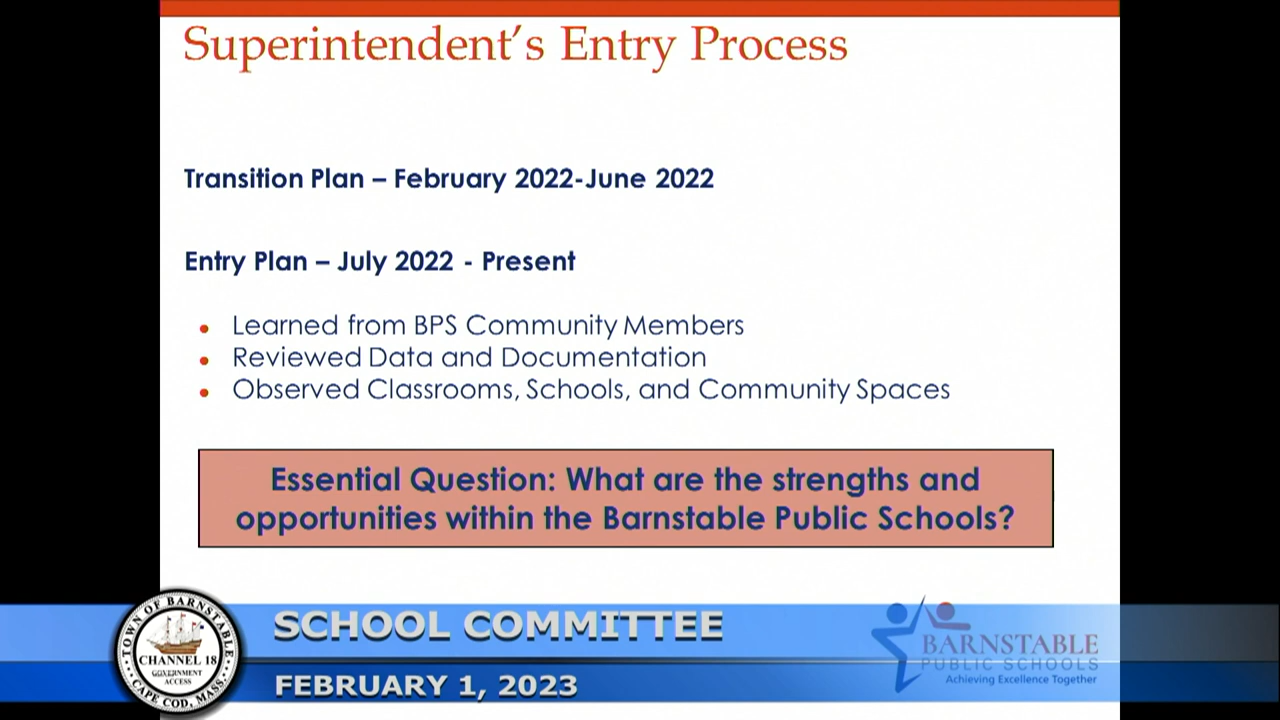 Superintendent's Entry Process
Transition Plan – February 2022-June 2022
Entry Plan – July 2022 - Present
• Learned from BPS Community Members
• Reviewed Data and Documentation
• Observed Classrooms, Schools, and Community Spaces
Essential Question: What are the strengths and
opportunities within the Barnstable Public Schools?
TOWN OF BARNSTABLE
CHANNEL 18
GOVERNMENT
ACCESS
CAPE COD, MASS.
SCHOOL COMMITTEE
FEBRUARY 1, 2023
BARNSTABLE
PUBLIC SCHOOLS
Achieving Excellence Together